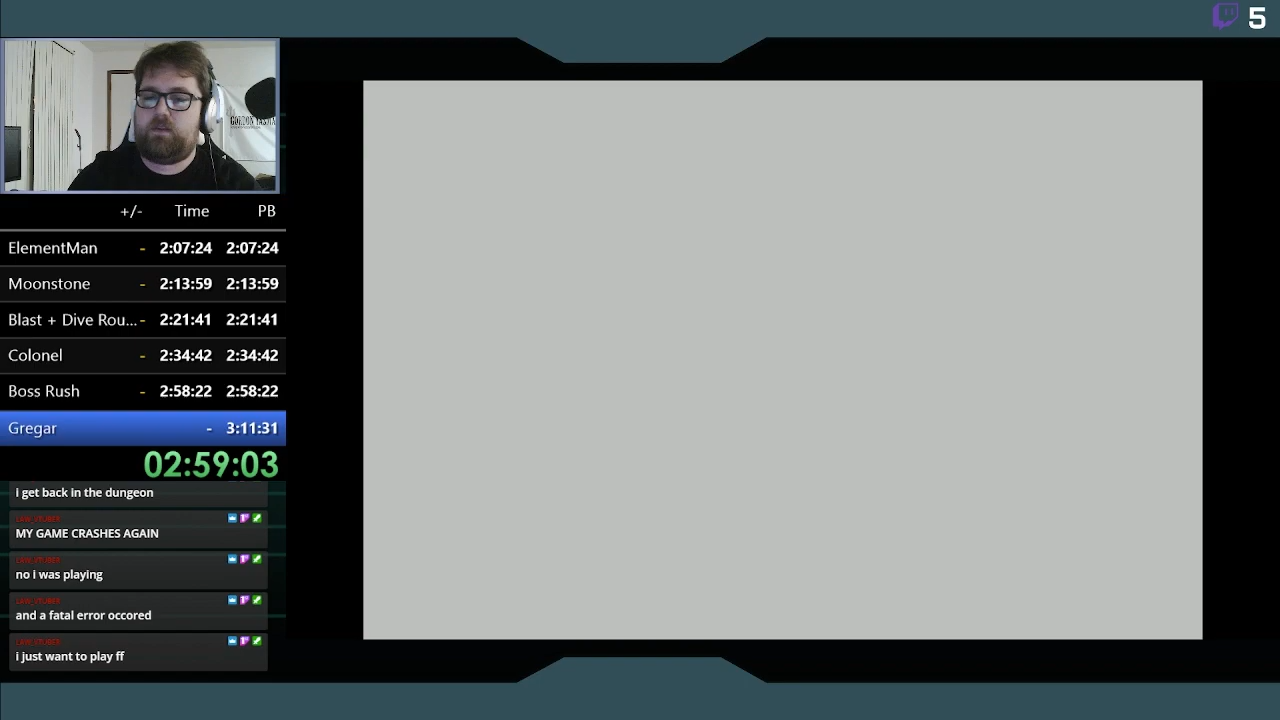 5
+/- Time PB
ElementMan - 2:07:24 2:07:24
Moonstone - 2:13:59 2:13:59
Blast + Dive Rou... - 2:21:41 2:21:41
Colonel - 2:34:42 2:34:42
Boss Rush - 2:58:22 2:58:22
Gregar - 3:11:31
02:59:03
i get back in the dungeon
MY GAME CRASHES AGAIN
no i was playing
and a fatal error occored
i just want to play ff